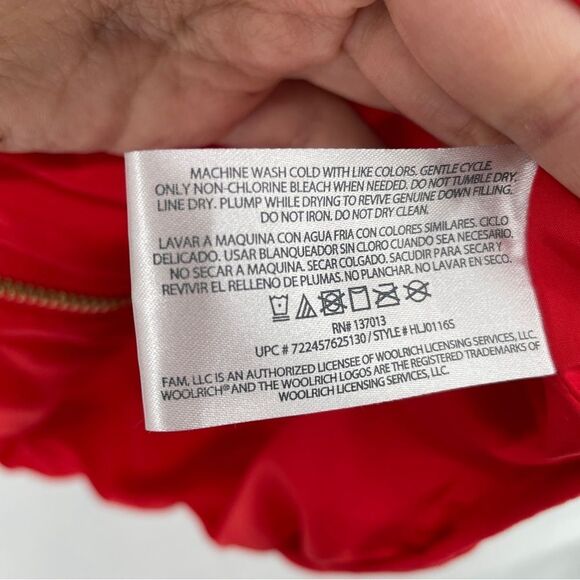 MACHINE WASH COLD WITH LIKE COLORS. GENTLE CYCLE.
ONLY NON-CHLORINE BLEACH WHEN NEEDED. DO NOT TUMBLE DRY.
LINE DRY. PLUMP WHILE DRYING TO REVIVE GENUINE DOWN FILLING.
DO NOT IRON. DO NOT DRY CLEAN.
LAVAR A MAQUINA CON AGUA FRIA CON COLORES SIMILARES. CICLO
DELICADO. USAR BLANQUEADOR SIN CLORO CUANDO SEA NECESARIO.
NO SECAR A MAQUINA. SECAR COLGADO. SACUDIR PARA SECAR Y
REVIVIR EL RELLENO DE PLUMAS. NO PLANCHAR. NO LAVAR EN SECO.
RN# 137013
UPC # 722457625130 / STYLE # HLJ0116S
FAM, LLC IS AN AUTHORIZED LICENSEE OF WOOLRICH LICENSING SERVICES, LLC.
WOOLRICH® AND THE WOOLRICH LOGOS ARE THE REGISTERED TRADEMARKS OF
WOOLRICH LICENSING SERVICES, LLC.